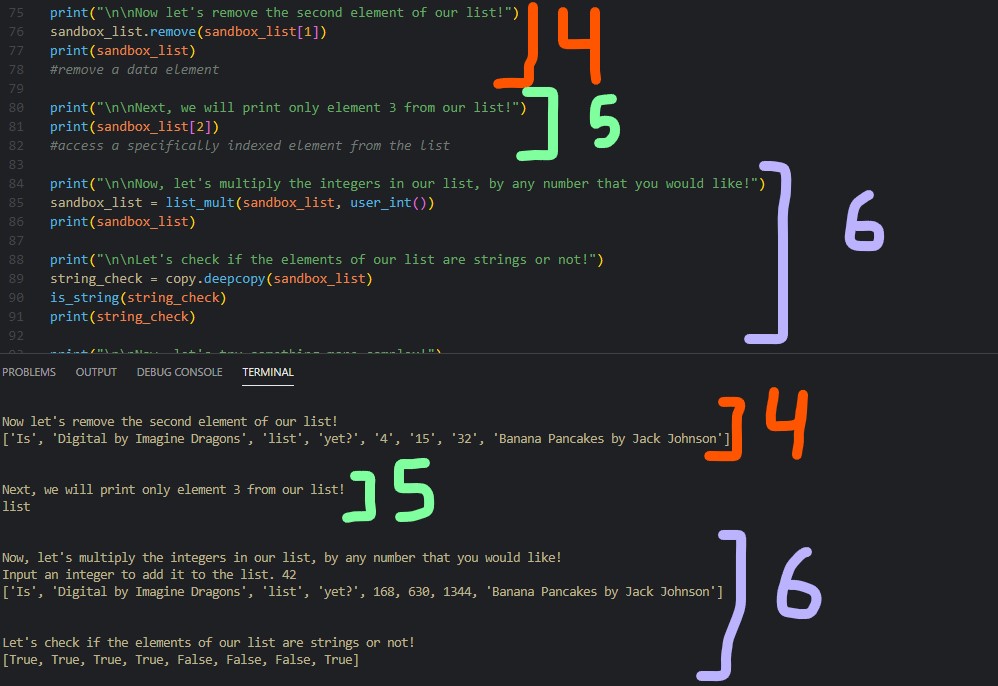 75 print("\n\nNow let's remove the second element of our list!")
76 sandbox_list.remove(sandbox_list[1])
77 print(sandbox_list)
78 #remove a data element
79
80 print("\n\nNext, we will print only element 3 from our list!")
81 print(sandbox_list[2])
82 #access a specifically indexed element from the list
83
84 print("\n\nNow, let's multiply the integers in our list, by any number that you would like!")
85 sandbox_list = list_mult(sandbox_list, user_int())
86 print(sandbox_list)
87
88 print("\n\nLet's check if the elements of our list are strings or not!")
89 string_check = copy.deepcopy(sandbox_list)
90 is_string(string_check)
91 print(string_check)
92
93 print("\n\nNow, let's try something more complex!")
4
5
6
PROBLEMS OUTPUT DEBUG CONSOLE TERMINAL
Now let's remove the second element of our list!
['Is', 'Digital by Imagine Dragons', 'list', 'yet?', '4', '15', '32', 'Banana Pancakes by Jack Johnson']
4
Next, we will print only element 3 from our list!
list
5
Now, let's multiply the integers in our list, by any number that you would like!
Input an integer to add it to the list. 42
['Is', 'Digital by Imagine Dragons', 'list', 'yet?', 168, 630, 1344, 'Banana Pancakes by Jack Johnson']
6
Let's check if the elements of our list are strings or not!
[True, True, True, True, False, False, False, True]